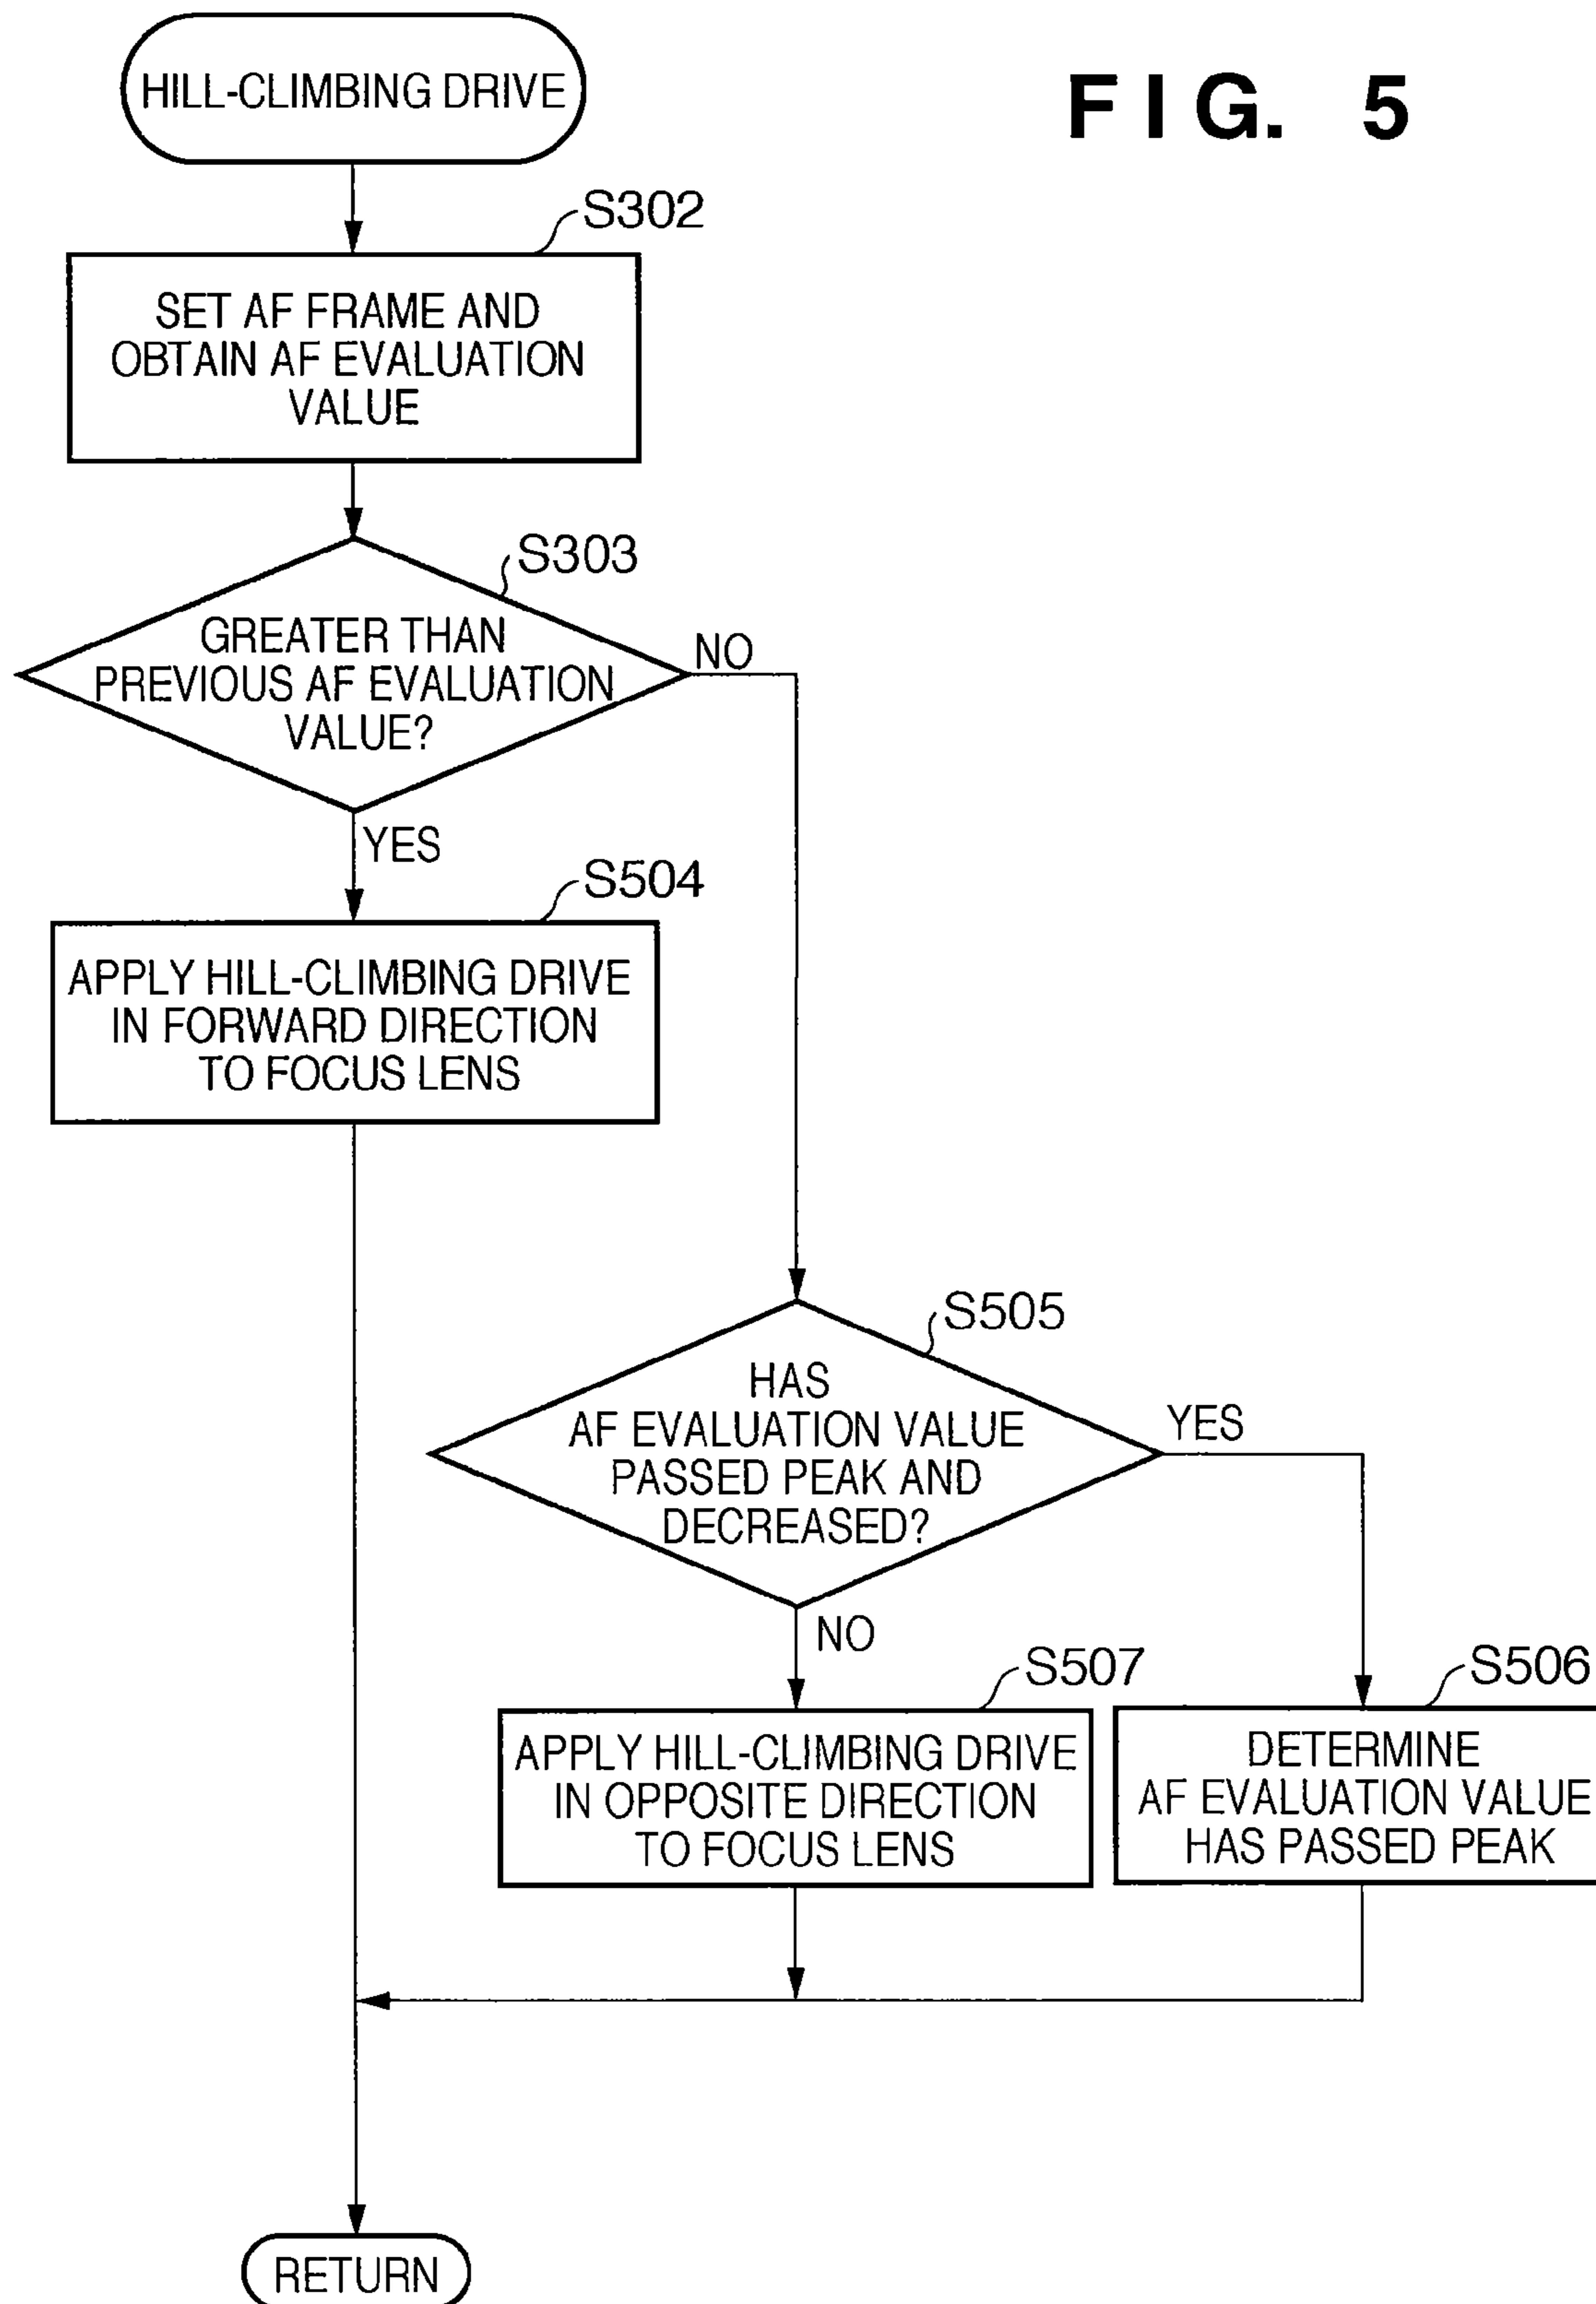 FIG. 5
HILL-CLIMBING DRIVE
S302
SET AF FRAME AND
OBTAIN AF EVALUATION
VALUE
S303
GREATER THAN
PREVIOUS AF EVALUATION
VALUE?
NO
YES
S504
APPLY HILL-CLIMBING DRIVE
IN FORWARD DIRECTION
TO FOCUS LENS
S505
HAS
AF EVALUATION VALUE
PASSED PEAK AND
DECREASED?
YES
NO
S507
APPLY HILL-CLIMBING DRIVE
IN OPPOSITE DIRECTION
TO FOCUS LENS
S506
DETERMINE
AF EVALUATION VALUE
HAS PASSED PEAK
RETURN